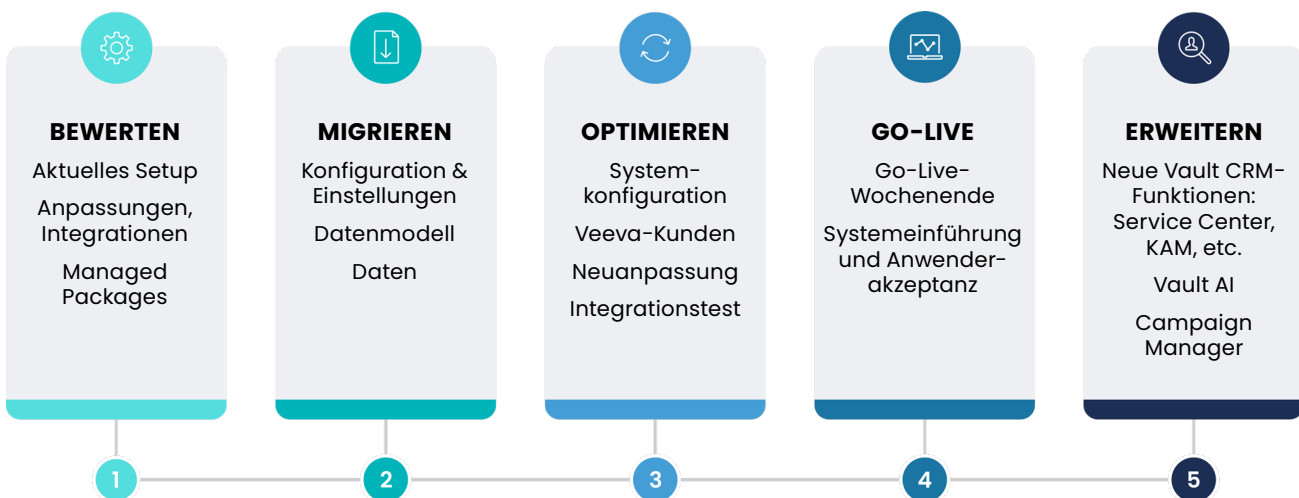 BEWERTEN
Aktuelles Setup
Anpassungen,
Integrationen
Managed
Packages
1
MIGRIEREN
Konfiguration &
Einstellungen
Datenmodell
Daten
2
OPTIMIEREN
System-
konfiguration
Veeva-Kunden
Neuanpassung
Integrationstest
3
GO-LIVE
Go-Live-
Wochenende
Systemeinführung
und Anwender-
akzeptanz
4
ERWEITERN
Neue Vault CRM-
Funktionen:
Service Center,
KAM, etc.
Vault AI
Campaign
Manager
5